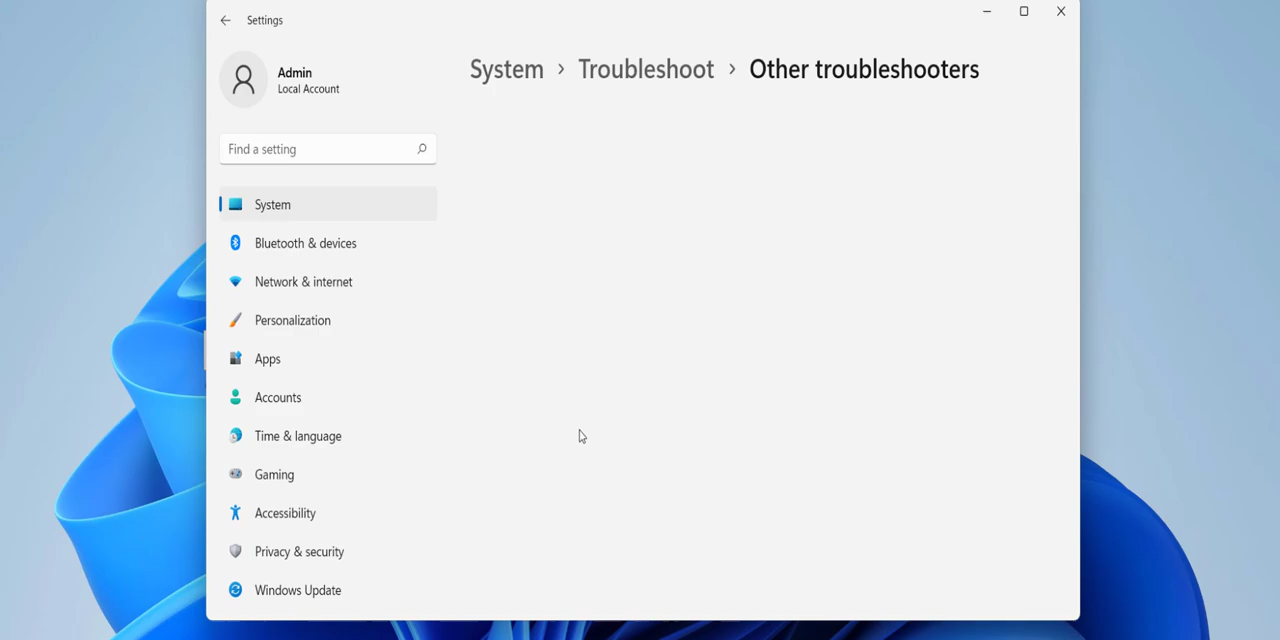 Settings
Admin
Local Account
System › Troubleshoot › Other troubleshooters
Find a setting
System
Bluetooth & devices
Network & internet
Personalization
Apps
Accounts
Time & language
Gaming
Accessibility
Privacy & security
Windows Update